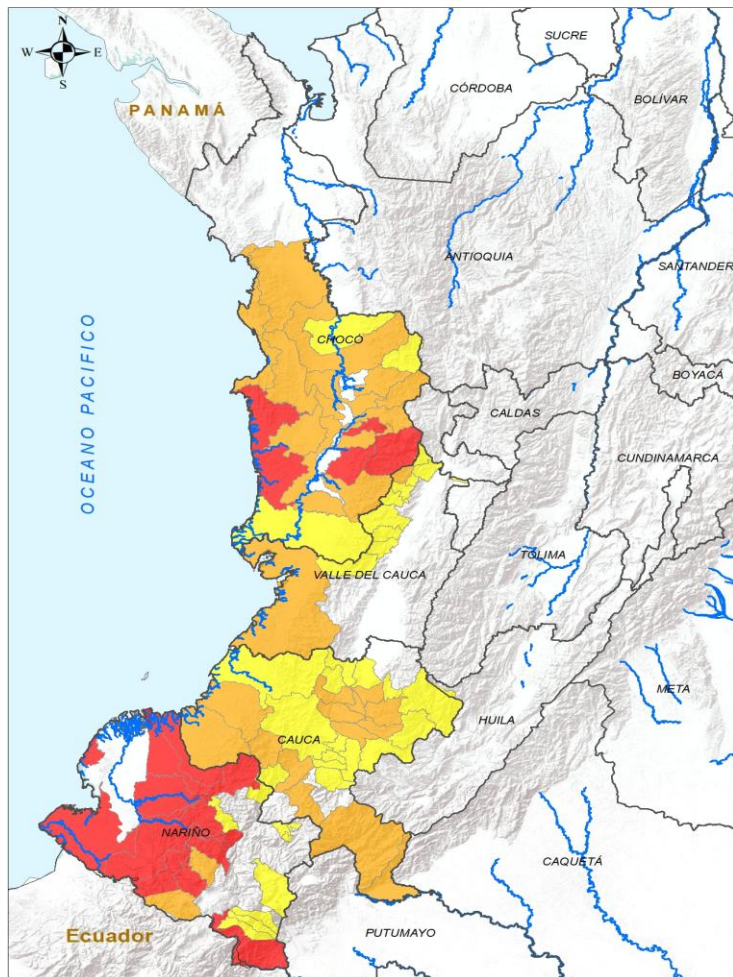 N
W E
S
SUCRE
CÓRDOBA
BOLÍVAR
PANAMÁ
ANTIOQUIA
SANTANDER
CHOCÓ
BOYACÁ
CALDAS
CUNDINAMARCA
OCEANO PACIFICO
TOLIMA
VALLE DEL CAUCA
META
HUILA
CAUCA
NARIÑO
CAQUETÁ
PUTUMAYO
Ecuador